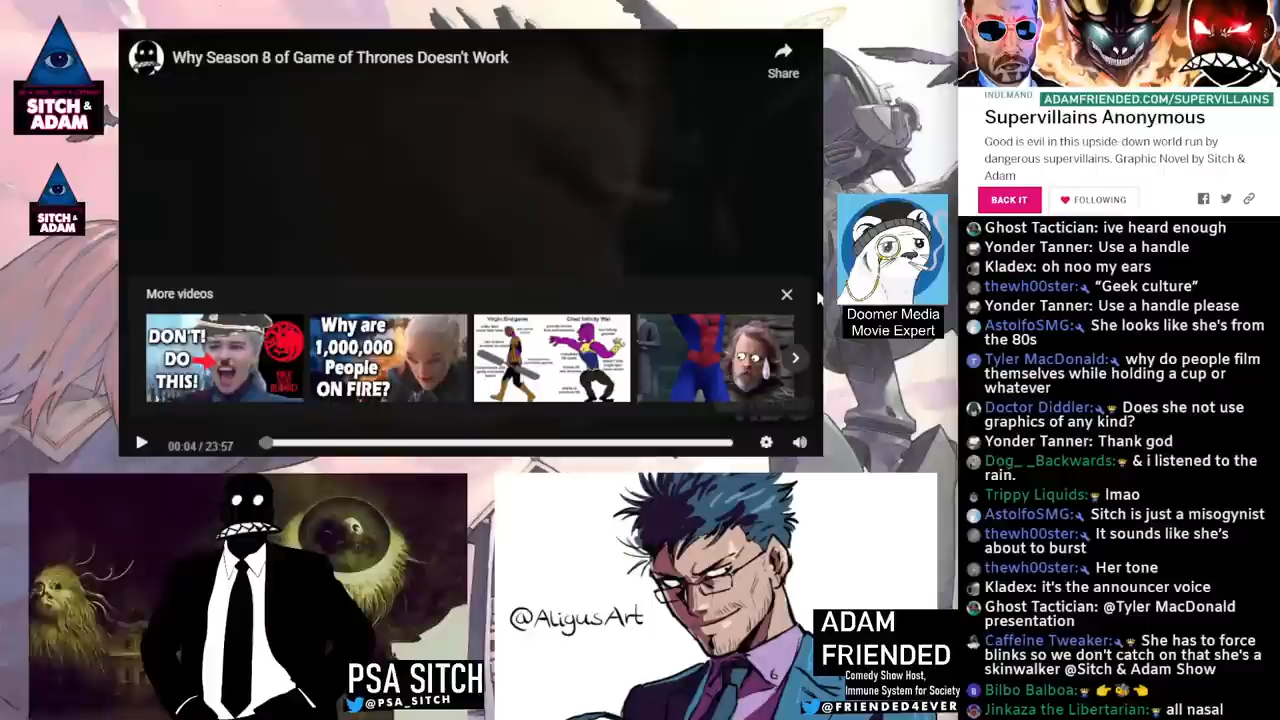 SITCH &
ADAM
SITCH &
ADAM
Why Season 8 of Game of Thrones Doesn't Work
Share
More videos
DON'T!
DO
THIS!
Why are
1,000,000
People
ON FIRE?
00:04 / 23:57
Doomer Media
Movie Expert
INDEMAND
ADAMFRIENDED.COM/SUPERVILLAINS
Supervillains Anonymous
Good is evil in this upside-down world run by
dangerous supervillains. Graphic Novel by Sitch &
Adam
BACK IT
FOLLOWING
Ghost Tactician: ive heard enough
Yonder Tanner: Use a handle
Kladex: oh noo my ears
thewh00ster: “Geek culture”
Yonder Tanner: Use a handle please
AstolfoSMG: She looks like she's from
the 80s
Tyler MacDonald: why do people film
themselves while holding a cup or
whatever
Doctor Diddler: Does she not use
graphics of any kind?
Yonder Tanner: Thank god
Dog_ _Backwards: & i listened to the
rain.
Trippy Liquids: lmao
AstolfoSMG: Sitch is just a misogynist
thewh00ster: It sounds like she’s
about to burst
thewh00ster: Her tone
Kladex: it's the announcer voice
Ghost Tactician: @Tyler MacDonald
presentation
Caffeine Tweaker: She has to force
blinks so we don't catch on that she's a
skinwalker @Sitch & Adam Show
Bilbo Balboa: 👉🐝👈
Jinkaza the Libertarian: all nasal
PSA SITCH
@PSA_SITCH
@AligusArt
ADAM
FRIENDED
Comedy Show Host,
Immune System for Society
@FRIENDED4EVER